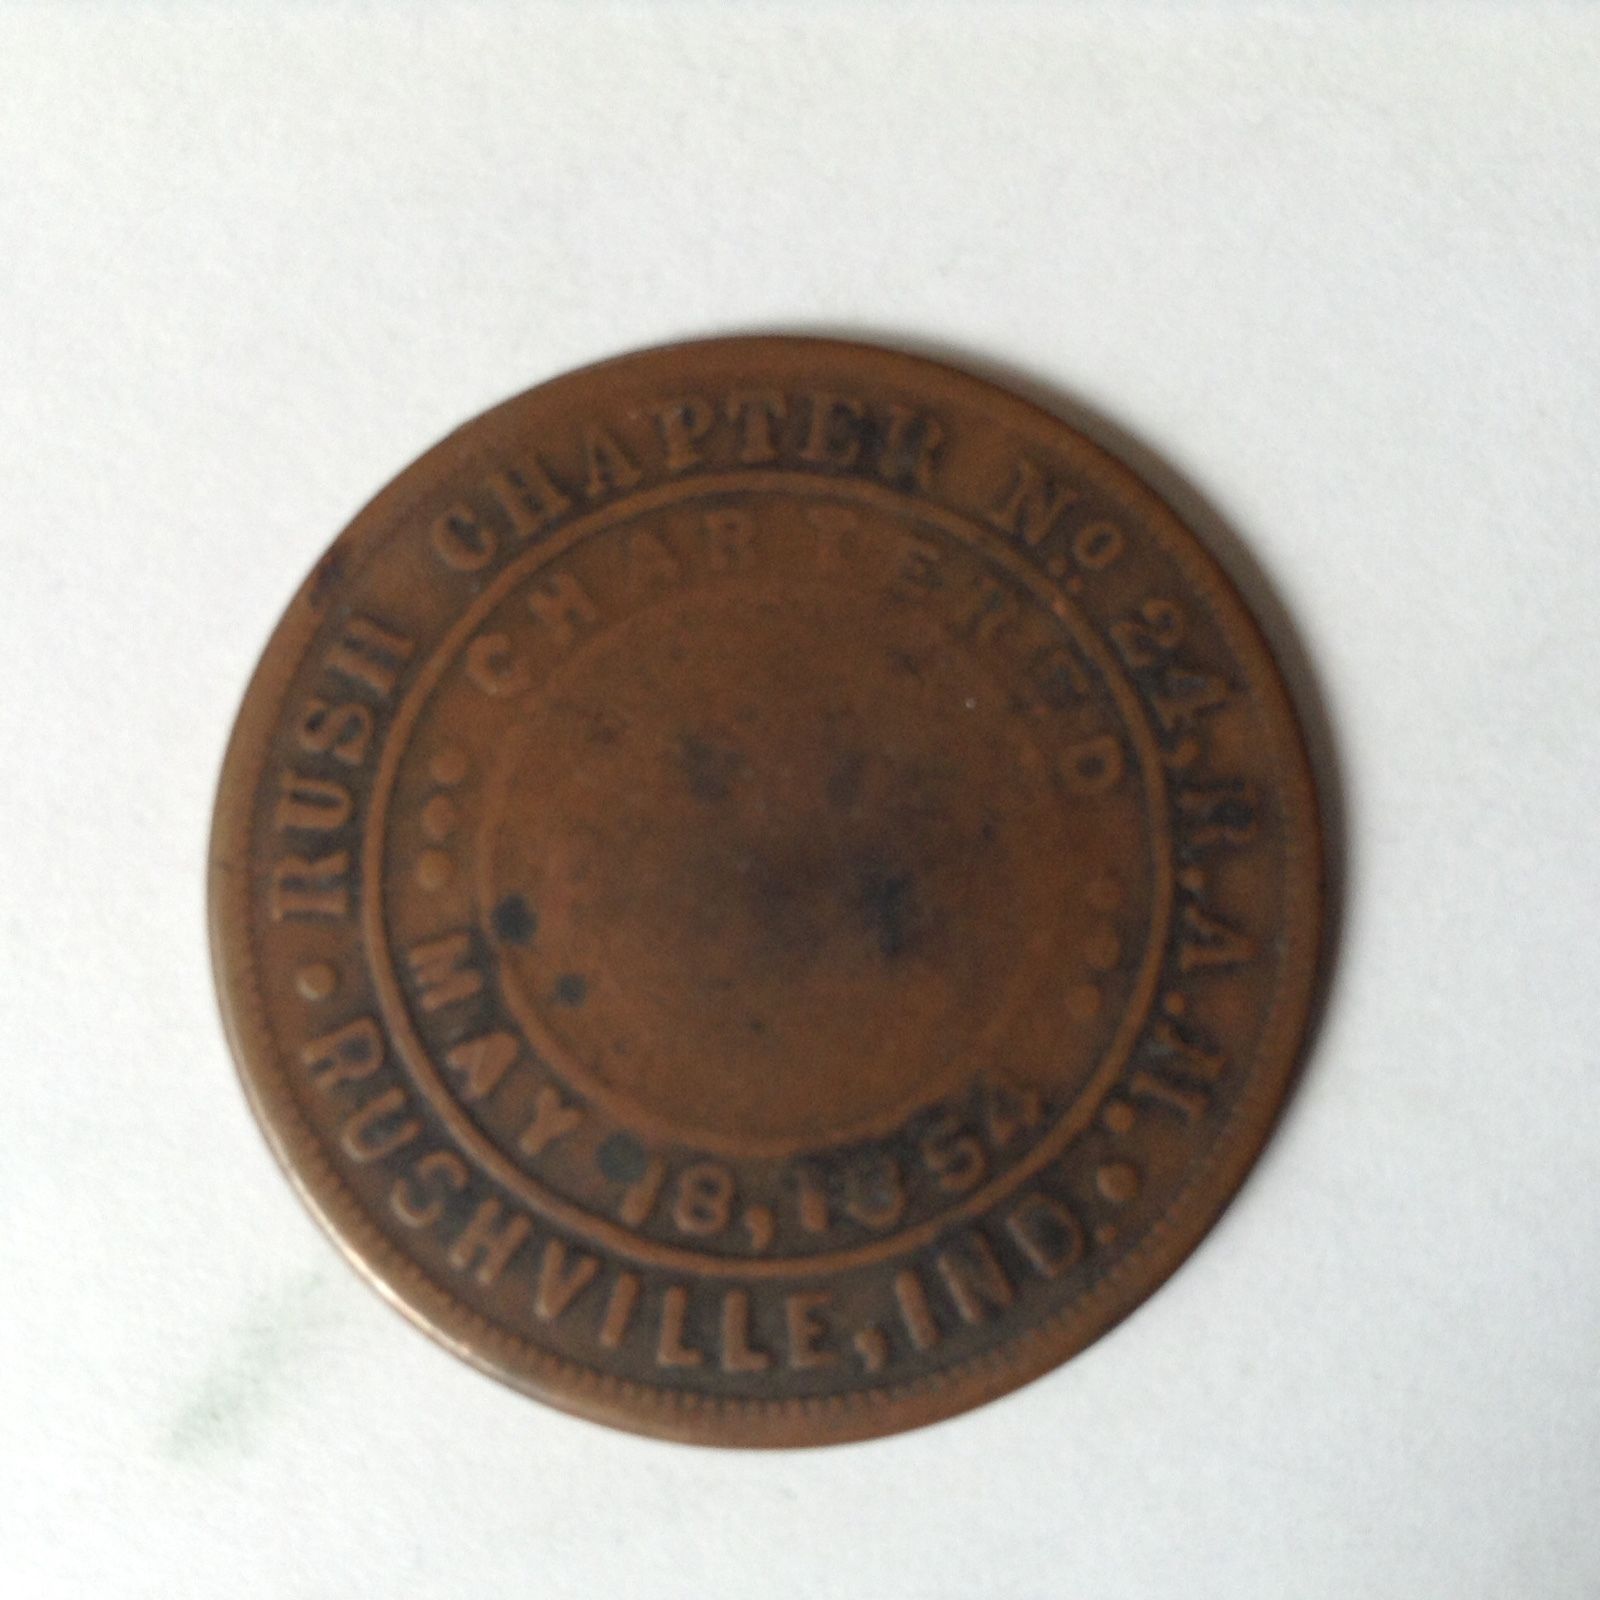 RUSH CHAPTER No. 24, R.A.M.
• RUSHVILLE, IND. •
CHARTERED
MAY 18, 1854